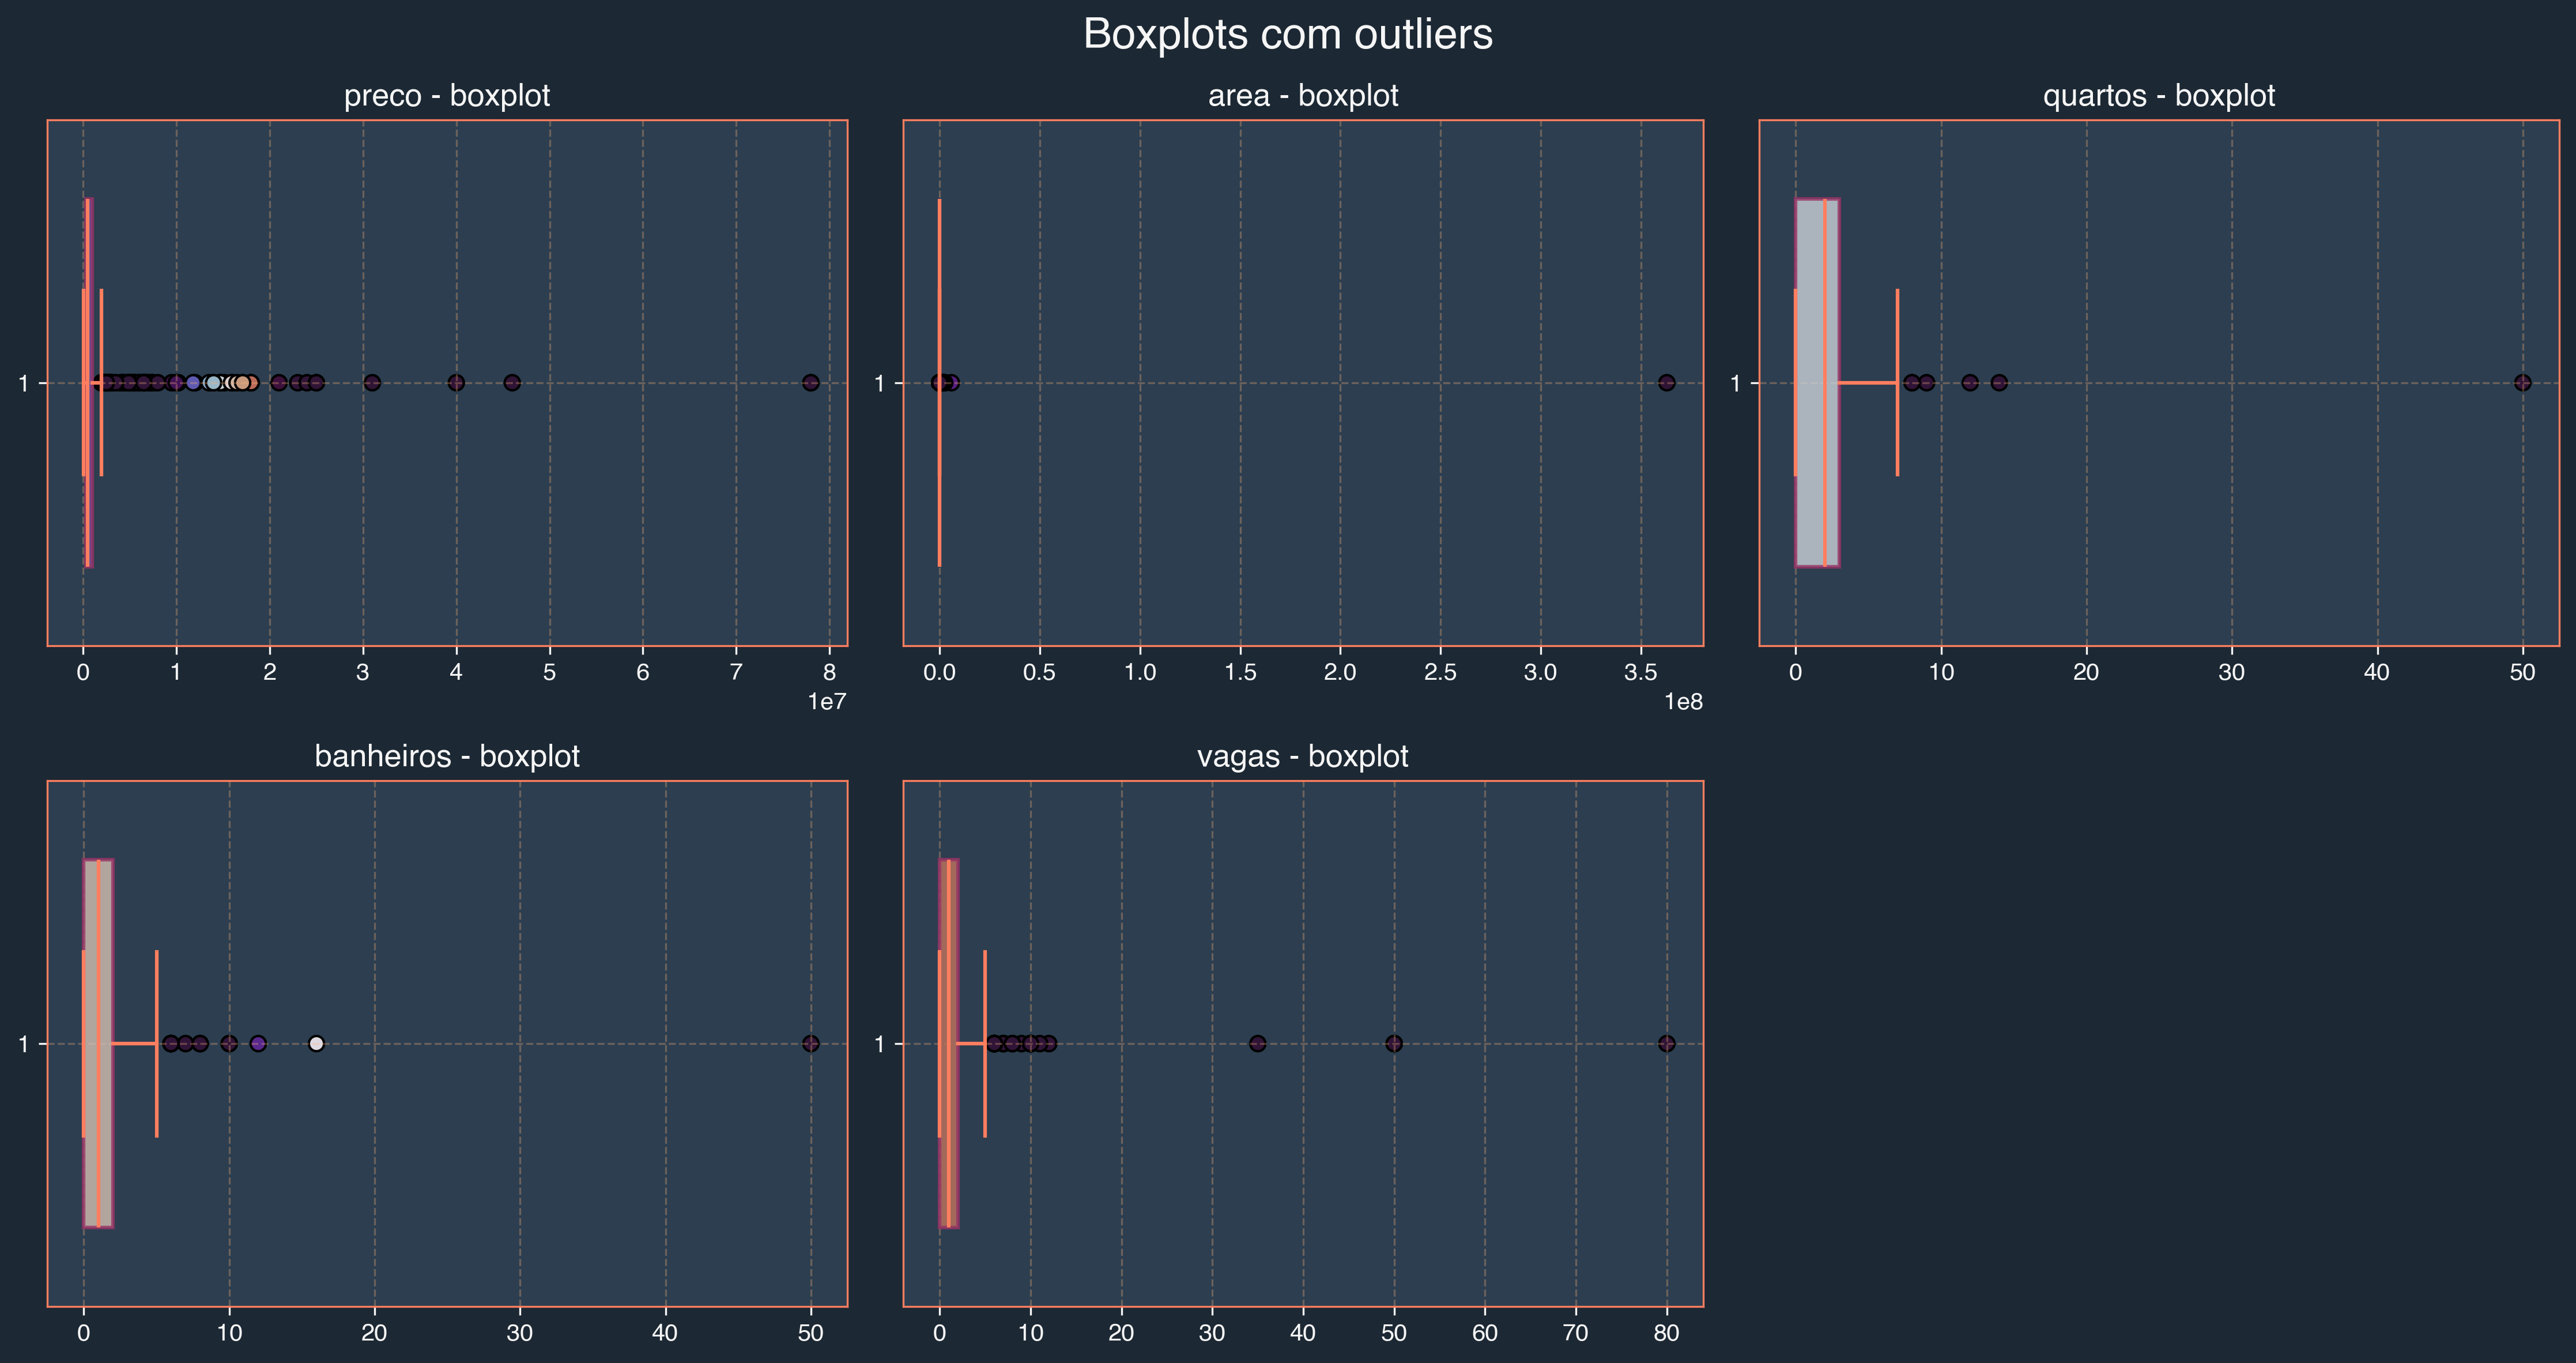 Boxplots com outliers
preco - boxplot
area - boxplot
quartos - boxplot
1
1
1
0 1 2 3 4 5 6 7 8
1e7
0.0 0.5 1.0 1.5 2.0 2.5 3.0 3.5
1e8
0 10 20 30 40 50
banheiros - boxplot
vagas - boxplot
1
1
0 10 20 30 40 50
0 10 20 30 40 50 60 70 80